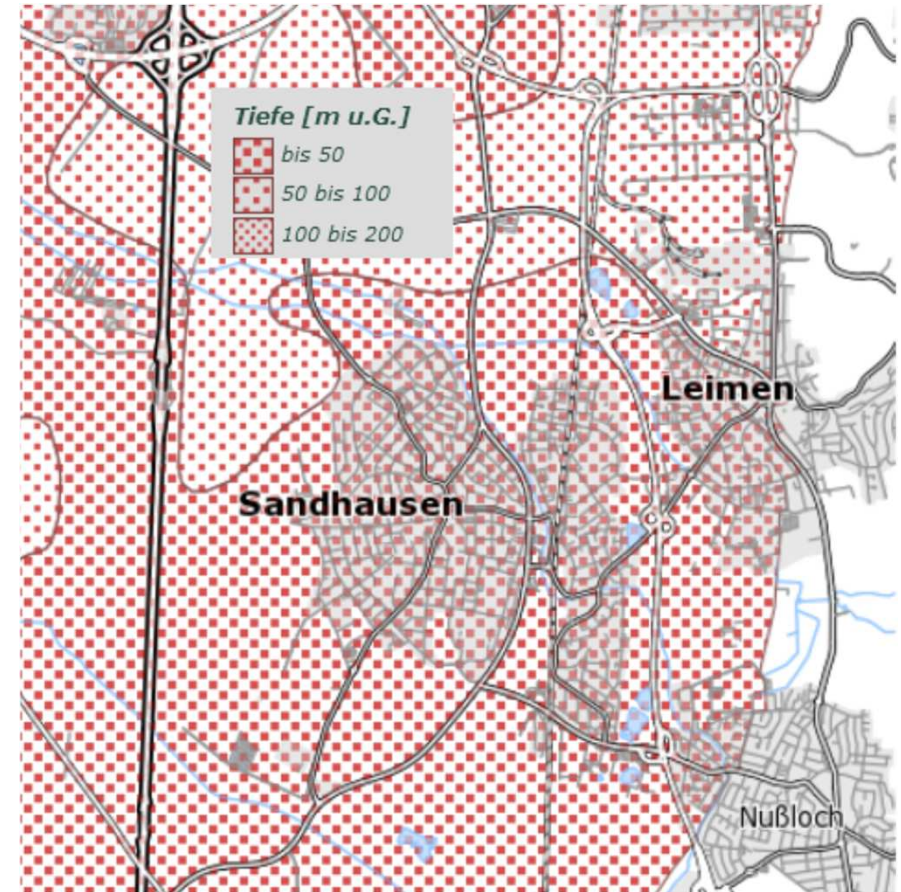 Tiefe [m u.G.]
bis 50
50 bis 100
100 bis 200
Leimen
Sandhausen
Nußloch